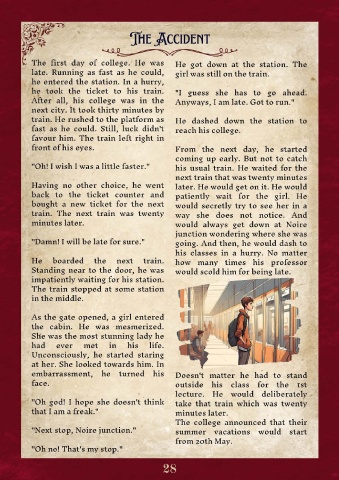 The Accident
The first day of college. He was
late. Running as fast as he could,
he entered the station. In a hurry,
he took the ticket to his train.
After all, his college was in the
next city. It took thirty minutes by
train. He rushed to the platform as
fast as he could. Still, luck didn't
favour him. The train left right in
front of his eyes.
"Oh! I wish I was a little faster."
Having no other choice, he went
back to the ticket counter and
bought a new ticket for the next
train. The next train was twenty
minutes later.
"Damn! I will be late for sure."
He boarded the next train.
Standing near to the door, he was
impatiently waiting for his station.
The train stopped at some station
in the middle.
As the gate opened, a girl entered
the cabin. He was mesmerized.
She was the most stunning lady he
had ever met in his life.
Unconsciously, he started staring
at her. She looked towards him. In
embarrassment, he turned his
face.
"Oh god! I hope she doesn't think
that I am a freak."
"Next stop, Noire junction."
"Oh no! That's my stop."
He got down at the station. The
girl was still on the train.
"I guess she has to go ahead.
Anyways, I am late. Got to run."
He dashed down the station to
reach his college.
From the next day, he started
coming up early. But not to catch
his usual train. He waited for the
next train that was twenty minutes
later. He would get on it. He would
patiently wait for the girl. He
would secretly try to see her in a
way she does not notice. And
would always get down at Noire
junction wondering where she was
going. And then, he would dash to
his classes in a hurry. No matter
how many times his professor
would scold him for being late.
Doesn't matter he had to stand
outside his class for the 1st
lecture. He would deliberately
take that train which was twenty
minutes later.
The college announced that their
summer vacations would start
from 20th May.
28